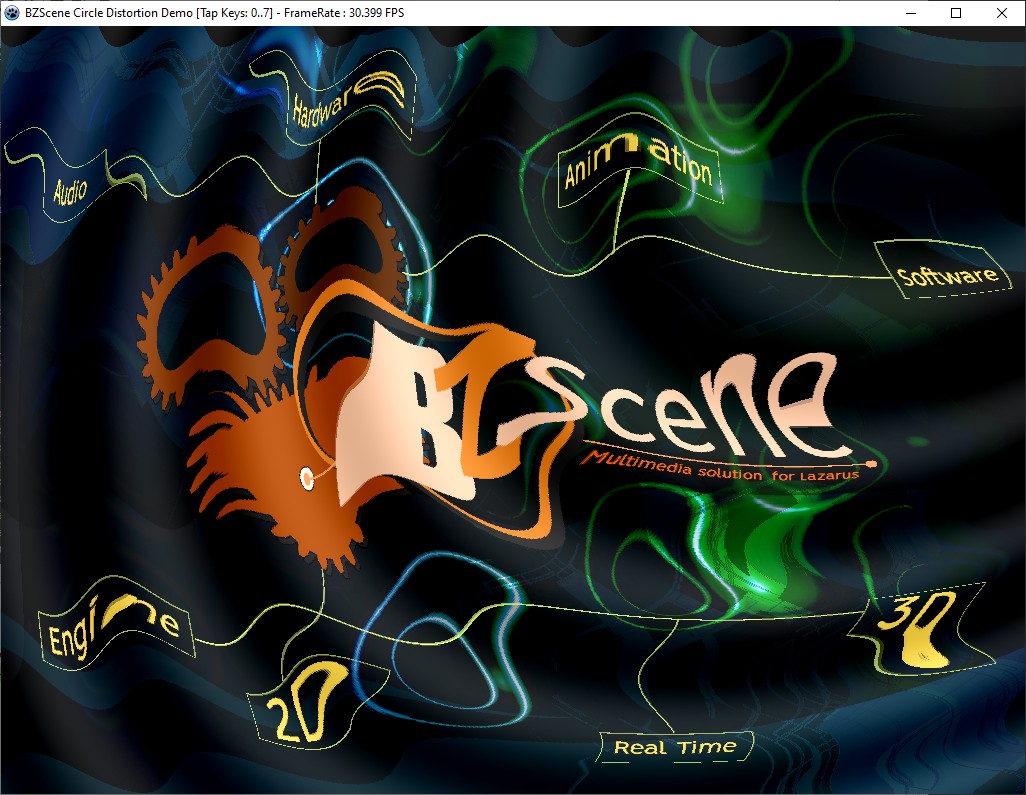 BZScene Circle Distortion Demo [Tap Keys: 0..7] - FrameRate : 30.399 FPS
Hardware
Animation
Audio
Software
BZScene
Multimedia solution for Lazarus
Engine
3D
2D
Real Time